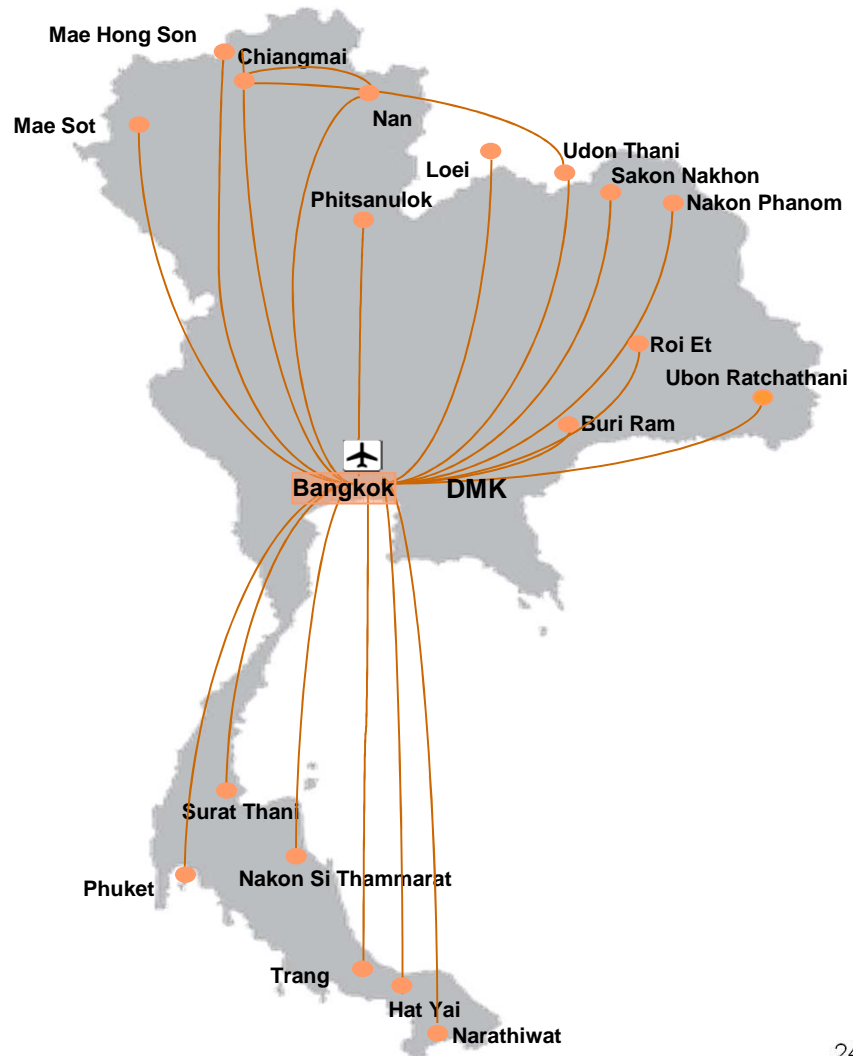 Mae Hong Son
Chiangmai
Mae Sot
Nan
Loei
Udon Thani
Sakon Nakhon
Phitsanulok
Nakon Phanom
Roi Et
Ubon Ratchathani
Buri Ram
Bangkok
DMK
Surat Thani
Nakon Si Thammarat
Phuket
Trang
Hat Yai
Narathiwat